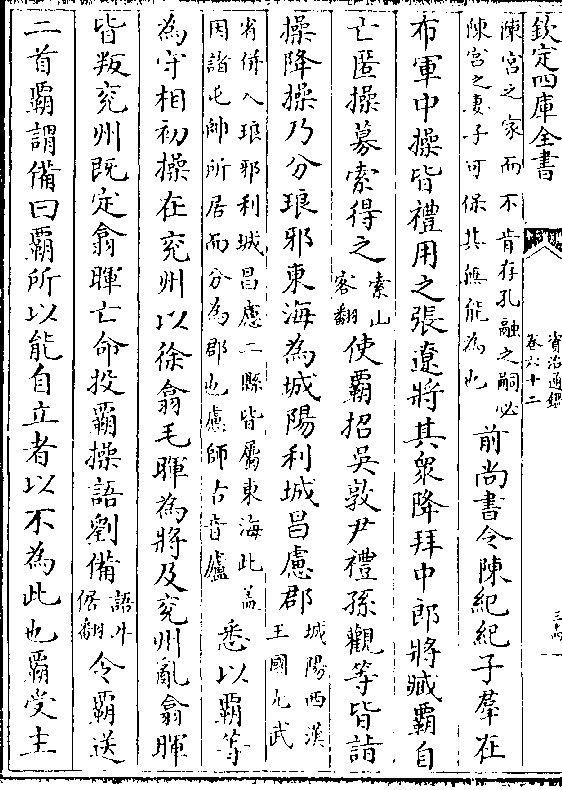 欽定四庫全書
資治通鑑
卷六十二
陳宮之家而不肯存孔融之嗣必
陳宮之妻子可保其無能為也
前尚書令陳紀紀子羣在
布軍中操皆禮用之張遼將其衆降拜中郎將臧霸自
亡匿操募索得之
索山
客翻
使霸招吳敦尹禮孫觀等皆詣
操降操乃分琅邪東海為城陽利城昌慮郡
城陽西漢
王國光武
省併入琅邪利城昌慮二縣皆屬東海此蓋
因諸屯帥所居而分為郡也慮師古音廬
悉以霸等
為守相初操在兖州以徐翕毛暉為將及兖州亂翕暉
皆叛兖州既定翕暉亡命投霸操語劉備
語牛
倨翻
令霸送
二首霸謂備曰霸所以能自立者以不為此也霸受主